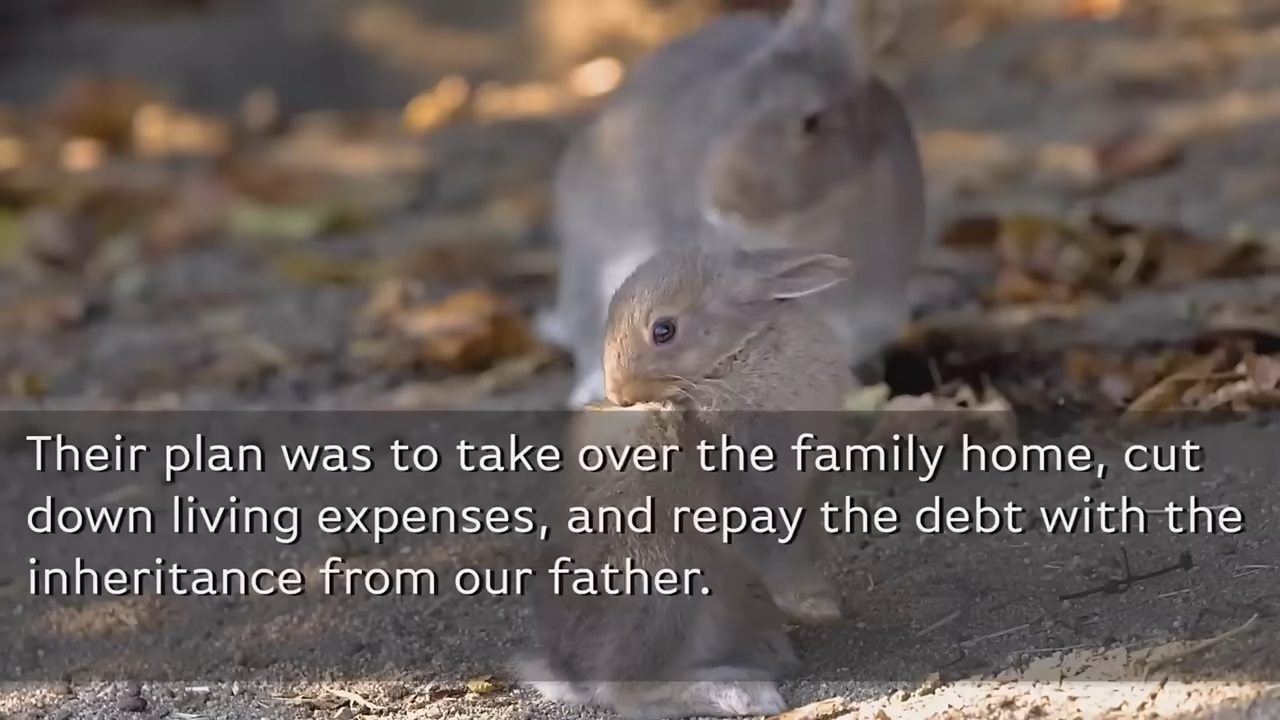 Their plan was to take over the family home, cut
down living expenses, and repay the debt with the
inheritance from our father.